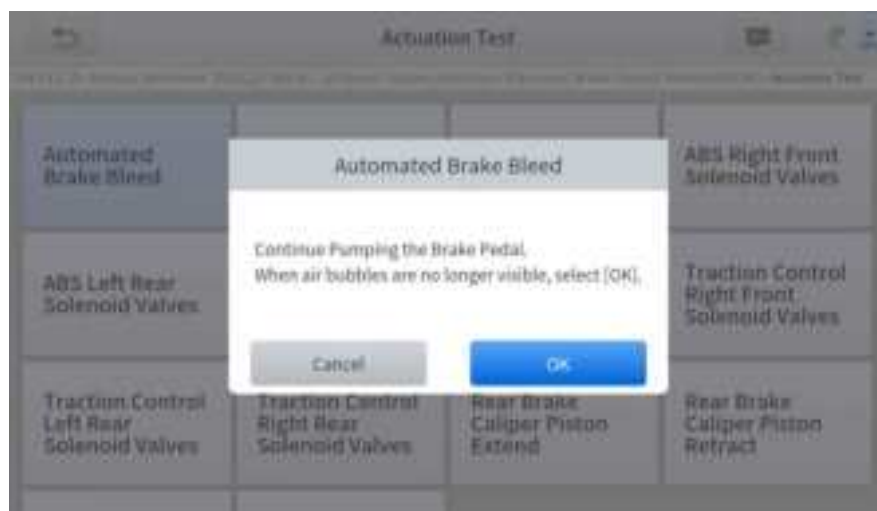 Actuation Test
Actuation Test
Automated
Brake Bleed
ABS Right Front
Solenoid Valves
Automated Brake Bleed
Continue Pumping the Brake Pedal.
When air bubbles are no longer visible, select [OK].
Cancel
OK
ABS Left Rear
Solenoid Valves
Traction Control
Right Front
Solenoid Valves
Traction Control
Left Rear
Solenoid Valves
Traction Control
Right Rear
Solenoid Valves
Rear Brake
Caliper Piston
Extend
Rear Brake
Caliper Piston
Retract